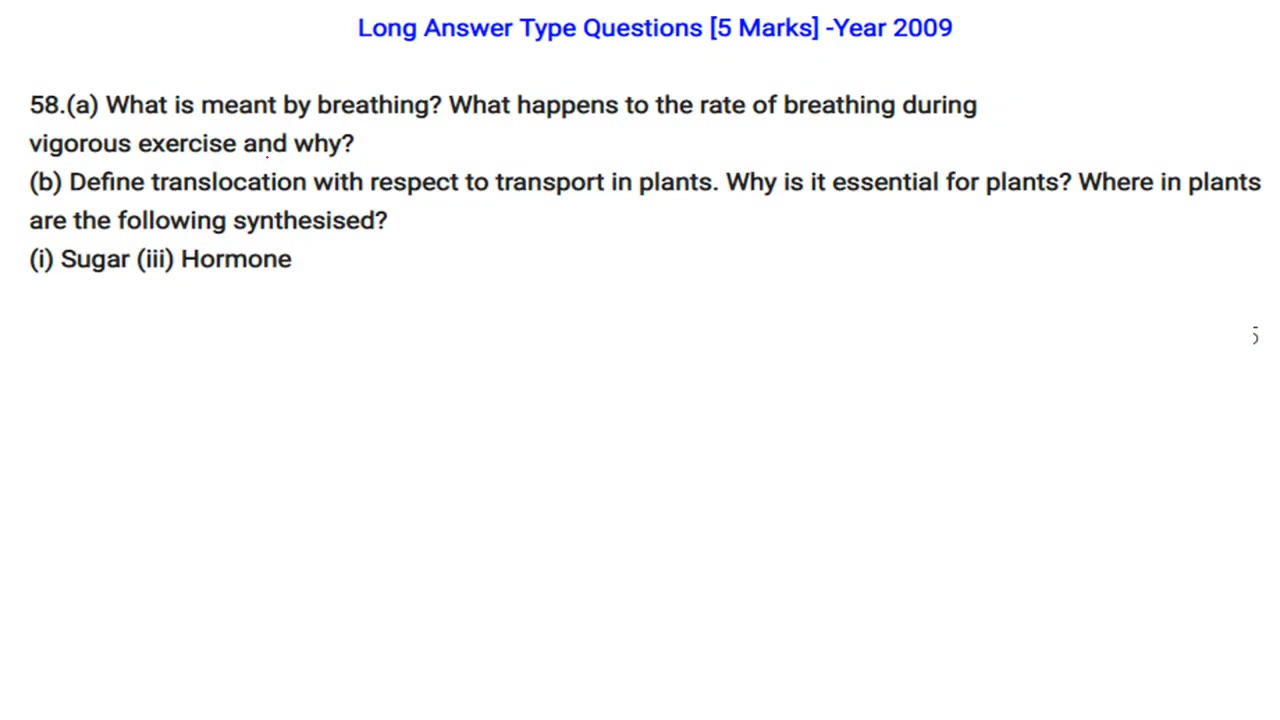 Long Answer Type Questions [5 Marks] -Year 2009
58.(a) What is meant by breathing? What happens to the rate of breathing during
vigorous exercise and why?
(b) Define translocation with respect to transport in plants. Why is it essential for plants? Where in plants
are the following synthesised?
(i) Sugar (iii) Hormone
5